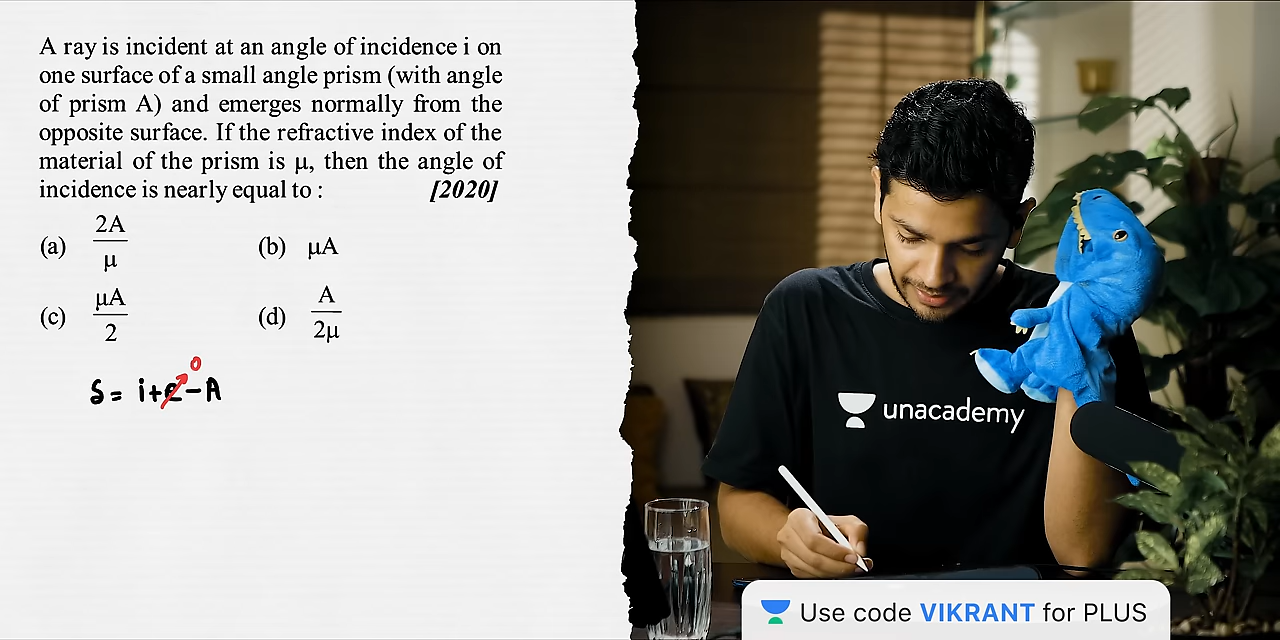 A ray is incident at an angle of incidence i on
one surface of a small angle prism (with angle
of prism A) and emerges normally from the
opposite surface. If the refractive index of the
material of the prism is μ, then the angle of
incidence is nearly equal to : [2020]
(a) 2A/μ (b) μA
(c) μA/2 (d) A/2μ
0
δ = i+e-A
unacademy
Use code VIKRANT for PLUS